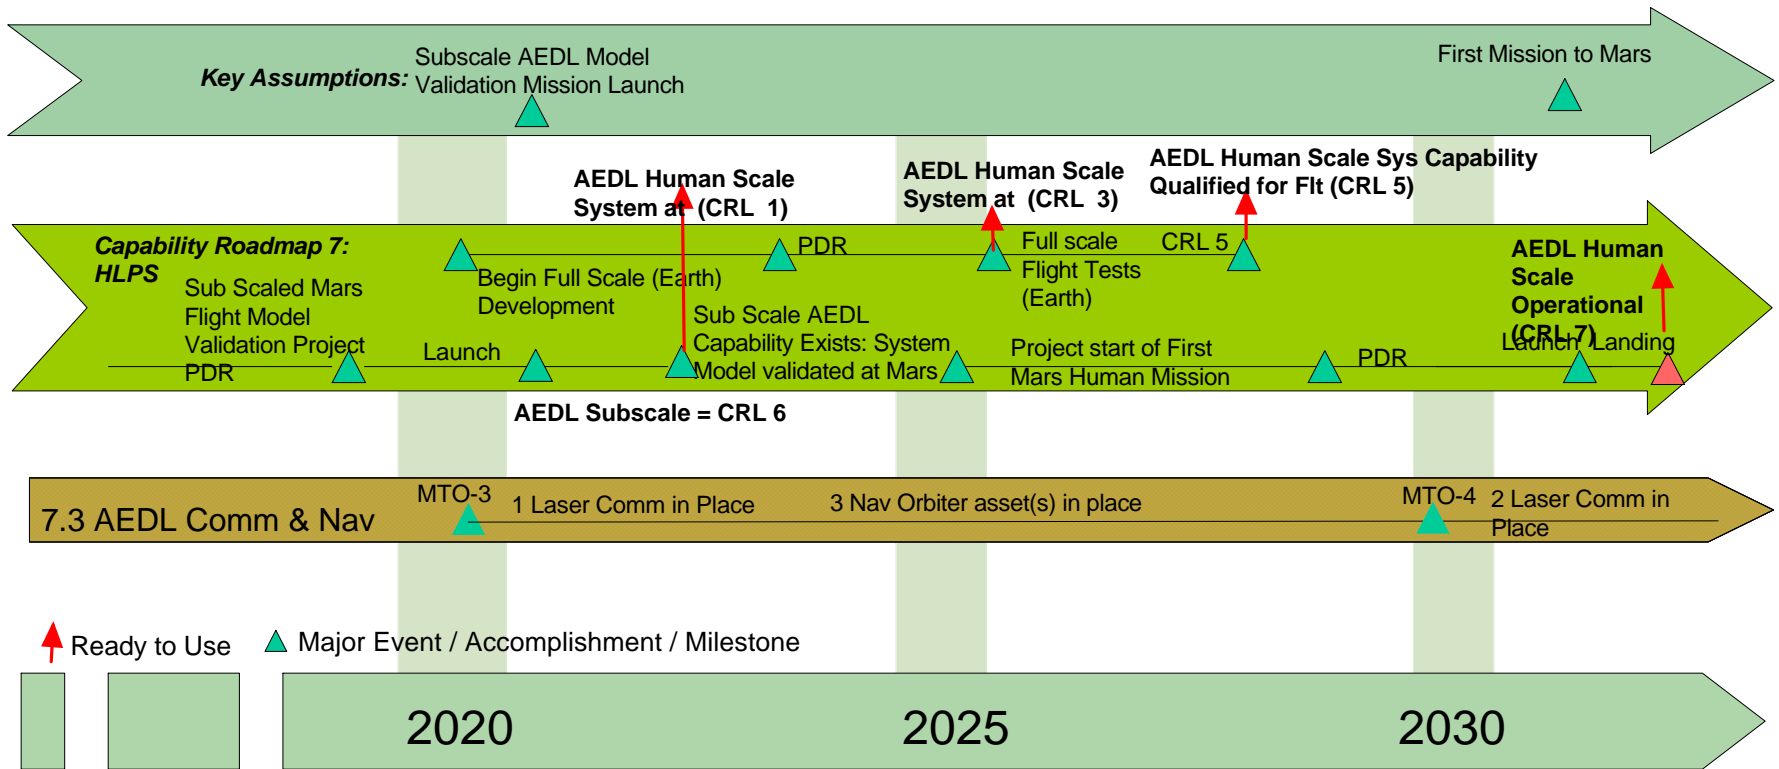 Key Assumptions:
Subscale AEDL Model
Validation Mission Launch
First Mission to Mars
AEDL Human Scale
System at (CRL 1)
AEDL Human Scale
System at (CRL 3)
AEDL Human Scale Sys Capability
Qualified for Flt (CRL 5)
Capability Roadmap 7:
HLPS
Begin Full Scale (Earth)
Development
PDR
Full scale
Flight Tests
(Earth)
CRL 5
AEDL Human
Scale
Operational
(CRL 7)
Sub Scaled Mars
Flight Model
Validation Project
PDR
Launch
Sub Scale AEDL
Capability Exists: System
Model validated at Mars
Project start of First
Mars Human Mission
PDR
Launch
Landing
AEDL Subscale = CRL 6
7.3 AEDL Comm & Nav
MTO-3
1 Laser Comm in Place
3 Nav Orbiter asset(s) in place
MTO-4
2 Laser Comm in
Place
Ready to Use
Major Event / Accomplishment / Milestone
2020
2025
2030